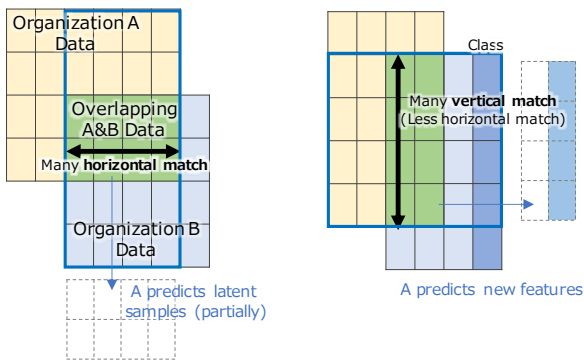 Organization A
Data
Overlapping
A&B Data
Many horizontal match
Organization B
Data
A predicts latent
samples (partially)
Class
Many vertical match
(Less horizontal match)
A predicts new features